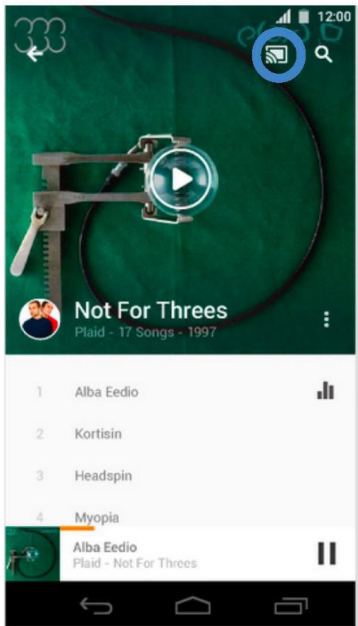 12:00
Not For Threes
Plaid - 17 Songs - 1997
1 Alba Eedio
2 Kortisin
3 Headspin
4 Myopia
Alba Eedio
Plaid - Not For Threes